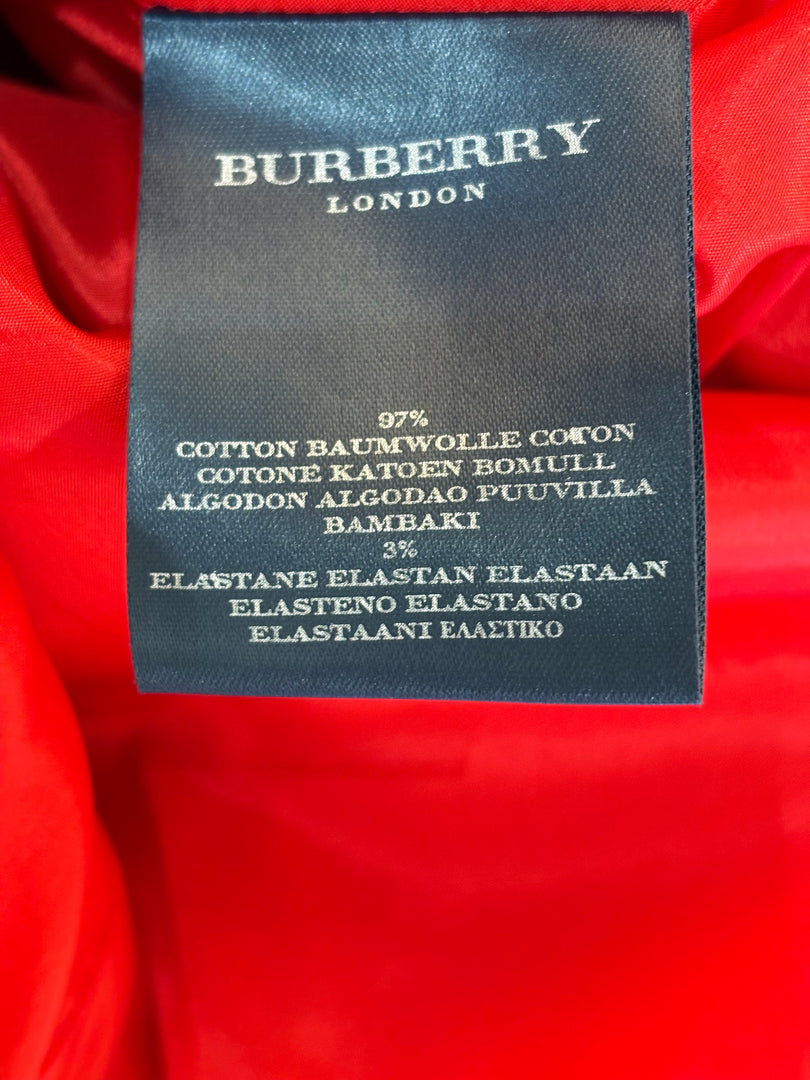 BURBERRY
LONDON
97%
COTTON BAUMWOLLE COTON
COTONE KATOEN BOMULL
ALGODON ALGODAO PUUVILLA
BAMBAKI
3%
ELASTANE ELASTAN ELASTAAN
ELASTENO ELASTANO
ELASTAANI ΕΛΑΣΤΙΚΟ